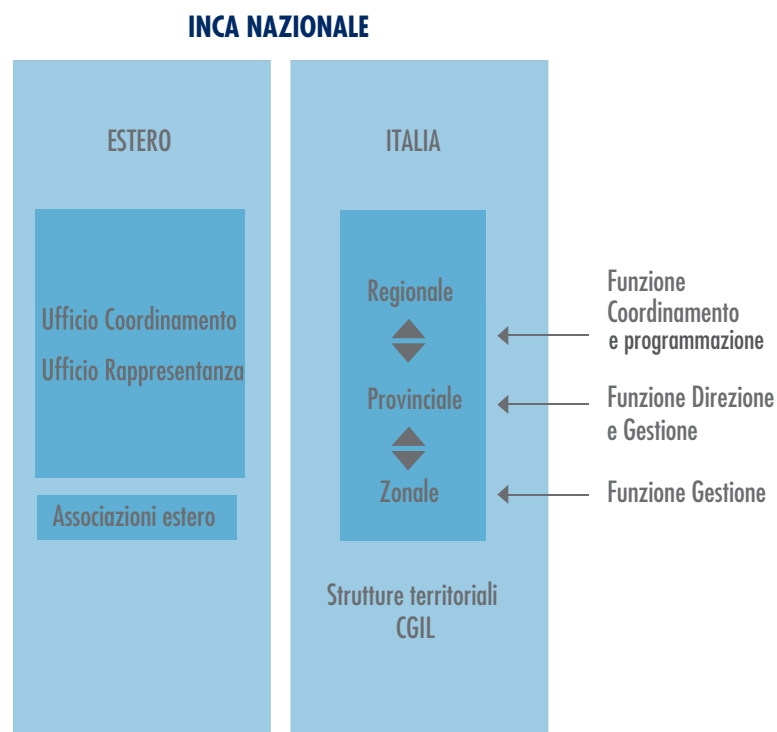 INCA NAZIONALE
ESTERO
Ufficio Coordinamento
Ufficio Rappresentanza
Associazioni estero
ITALIA
Regionale
Provinciale
Zonale
Strutture territoriali
CGIL
Funzione
Coordinamento
e programmazione
Funzione Direzione
e Gestione
Funzione Gestione